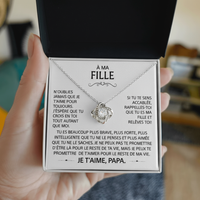 À MA
FILLE
N'OUBLIES
JAMAIS QUE JE
T'AIME POUR
TOUJOURS
J'ESPÈRE QUE TU
CROIS EN TOI
TOUT AUTANT
QUE MOI.
SI TU TE SENS
ACCABLÉE,
RAPPELLES-TOI
QUE TU ES MA
FILLE ET
RELÈVES TOI!
TU ES BEAUCOUP PLUS BRAVE, PLUS FORTE, PLUS
INTELLIGENTE QUE TU NE LE PENSES ET PLUS AIMÉE
QUE TU NE LE SACHES. JE NE PEUX PAS TE PROMETTRE
D'ÊTRE LÀ POUR LE RESTE DE TA VIE, MAIS JE PEUX TE
PROMETTRE DE T'AIMER POUR LE RESTE DE MA VIE.
JE T'AIME, PAPA.